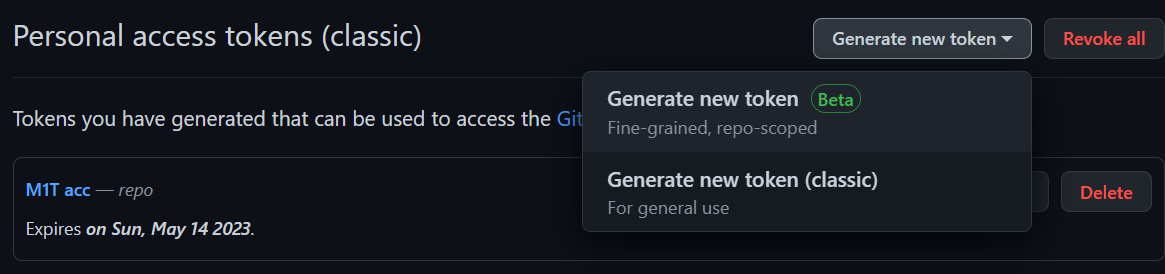 Personal access tokens (classic)
Generate new token
Revoke all
Generate new token Beta
Fine-grained, repo-scoped
Generate new token (classic)
For general use
Tokens you have generated that can be used to access the Git
M1T acc — repo
Delete
Expires on Sun, May 14 2023.